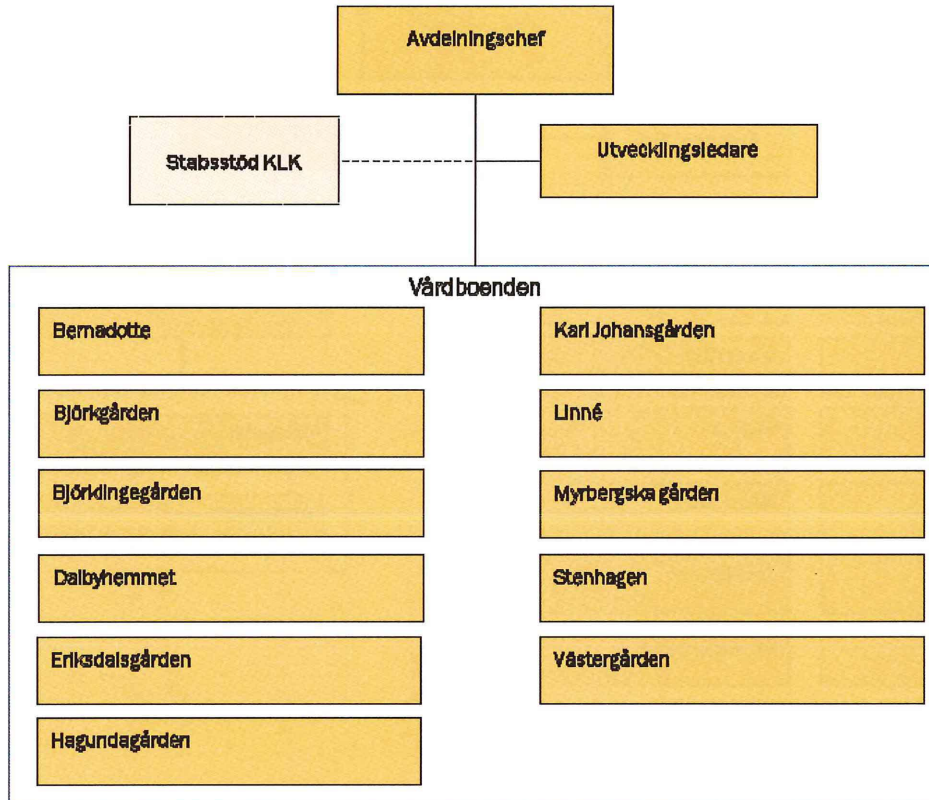 Avdelningschef
Stabsstöd KLK
Utvecklingsledare
Vårdboenden
Bernadotte
Björkgården
Björklingegården
Dalbyhemmet
Eriksdalsgården
Hagundagården
Karl Johansgården
Linné
Myrbergska gården
Stenhagen
Västergården